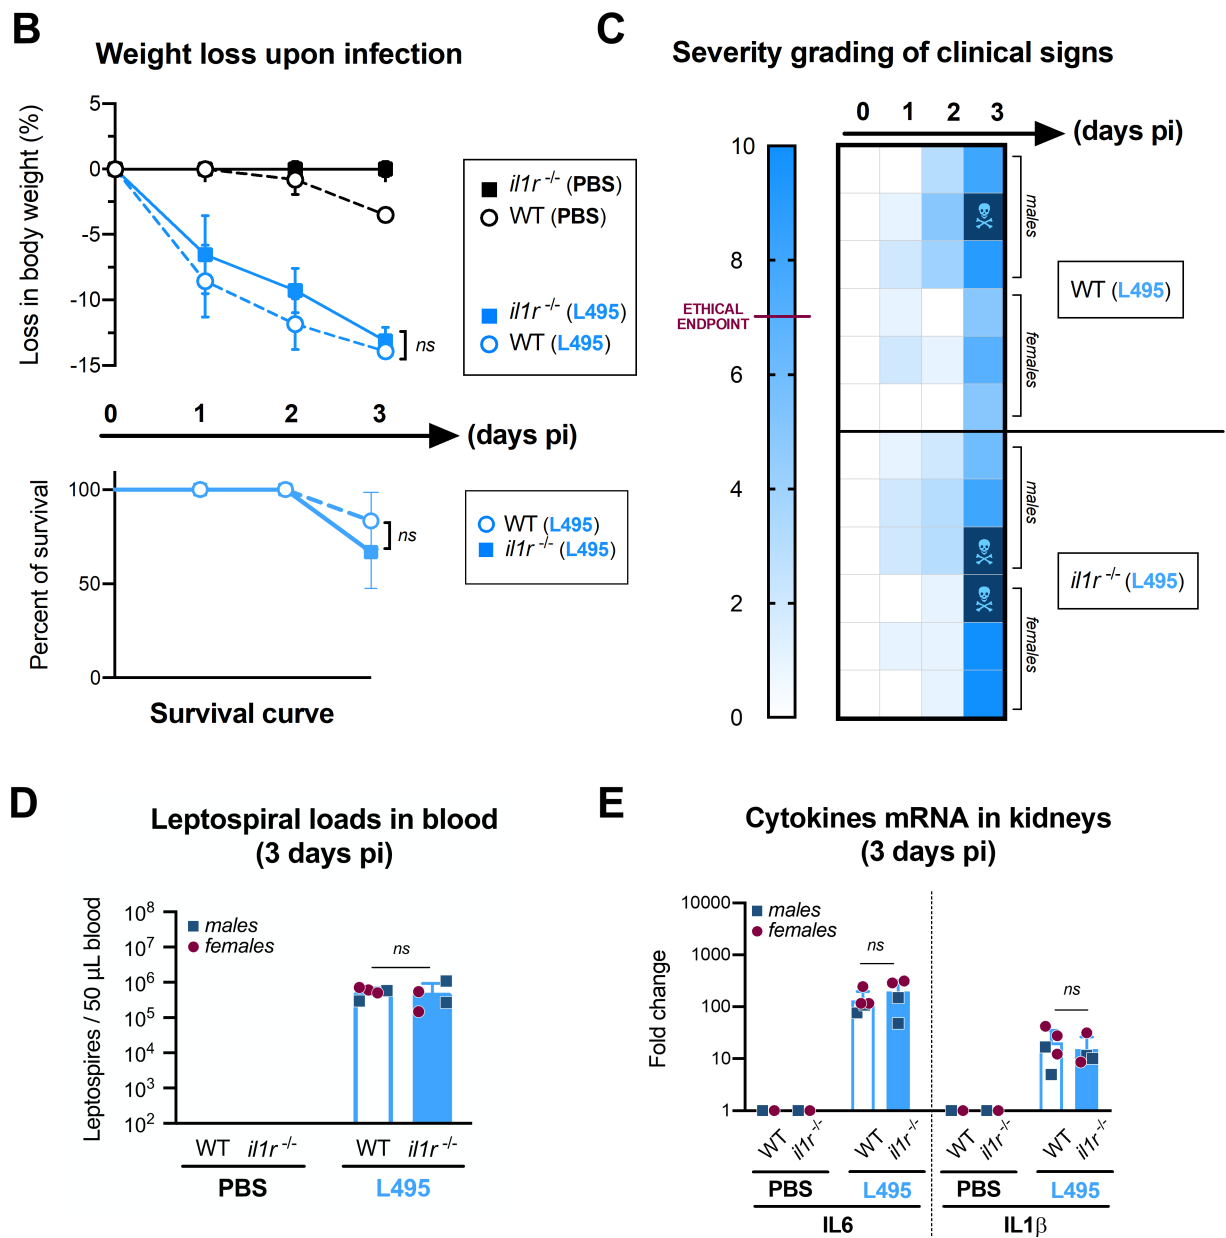 B
Weight loss upon infection
Loss in body weight (%)
5
0
-5
-10
-15
ns
il1r -/- (PBS)
WT (PBS)
il1r -/- (L495)
WT (L495)
0 1 2 3
(days pi)
Percent of survival
100
50
0
ns
WT (L495)
il1r -/- (L495)
Survival curve
C
Severity grading of clinical signs
0 1 2 3
(days pi)
10
8
6
4
2
0
ETHICAL
ENDPOINT
males
females
WT (L495)
males
females
il1r -/- (L495)
D
Leptospiral loads in blood
(3 days pi)
Leptospires / 50 µL blood
10^8
10^7
10^6
10^5
10^4
10^3
10^2
males
females
ns
WT il1r -/- WT il1r -/-
PBS L495
E
Cytokines mRNA in kidneys
(3 days pi)
Fold change
10000
1000
100
10
1
males
females
ns
ns
WT il1r -/- WT il1r -/- WT il1r -/- WT il1r -/-
PBS L495 PBS L495
IL6 IL1β